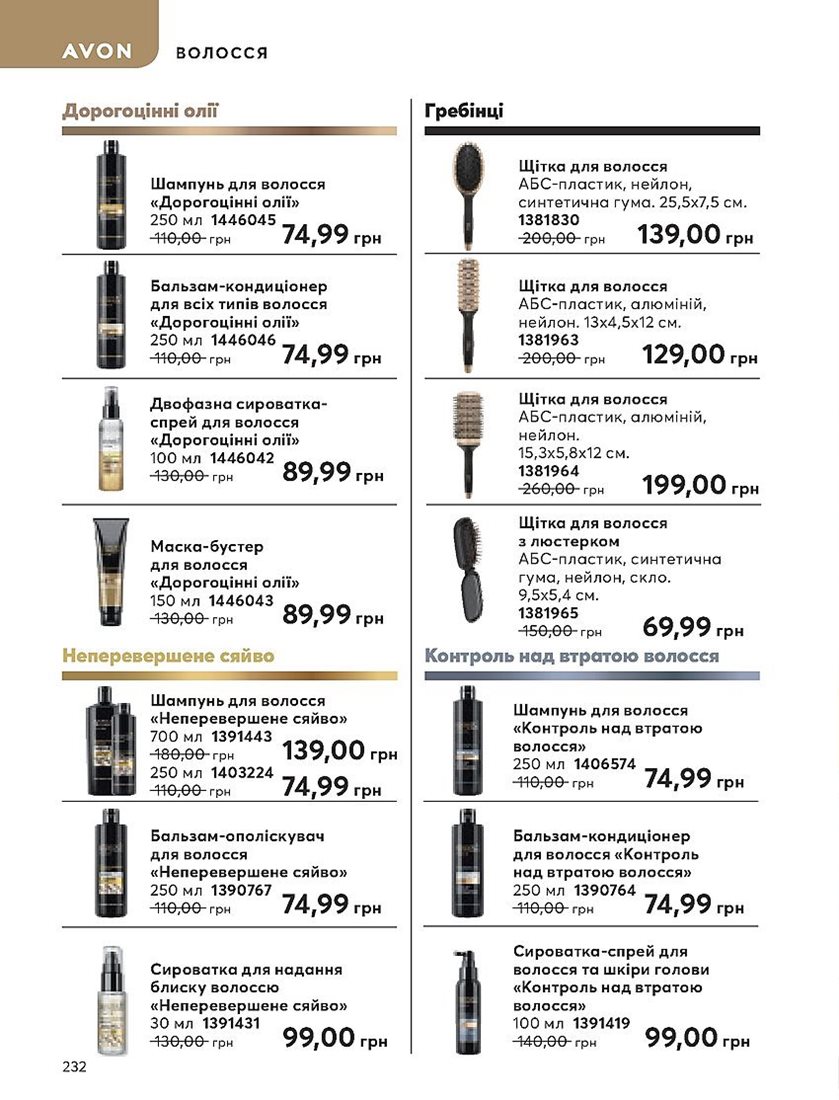 AVON
ВОЛОССЯ
Дорогоцінні олії
Шампунь для волосся
«Дорогоцінні олії»
250 мл 1446045
110,00 грн 74,99 грн
Бальзам-кондиціонер
для всіх типів волосся
«Дорогоцінні олії»
250 мл 1446046
110,00 грн 74,99 грн
Двофазна сироватка-
спрей для волосся
«Дорогоцінні олії»
100 мл 1446042
130,00 грн 89,99 грн
Маска-бустер
для волосся
«Дорогоцінні олії»
150 мл 1446043
130,00 грн 89,99 грн
Неперевершене сяйво
Шампунь для волосся
«Неперевершене сяйво»
700 мл 1391443
180,00 грн 139,00 грн
250 мл 1403224
110,00 грн 74,99 грн
Бальзам-ополіскувач
для волосся
«Неперевершене сяйво»
250 мл 1390767
110,00 грн 74,99 грн
Сироватка для надання
блиску волоссю
«Неперевершене сяйво»
30 мл 1391431
130,00 грн 99,00 грн
Гребінці
Щітка для волосся
АБС-пластик, нейлон,
синтетична гума. 25,5х7,5 см.
1381830
200,00 грн 139,00 грн
Щітка для волосся
АБС-пластик, алюміній,
нейлон. 13х4,5х12 см.
1381963
200,00 грн 129,00 грн
Щітка для волосся
АБС-пластик, алюміній,
нейлон.
15,3х5,8х12 см.
1381964
260,00 грн 199,00 грн
Щітка для волосся
з люстерком
АБС-пластик, синтетична
гума, нейлон, скло.
9,5х5,4 см.
1381965
150,00 грн 69,99 грн
Контроль над втратою волосся
Шампунь для волосся
«Контроль над втратою
волосся»
250 мл 1406574
110,00 грн 74,99 грн
Бальзам-кондиціонер
для волосся «Контроль
над втратою волосся»
250 мл 1390764
110,00 грн 74,99 грн
Сироватка-спрей для
волосся та шкіри голови
«Контроль над втратою
волосся»
100 мл 1391419
140,00 грн 99,00 грн
232